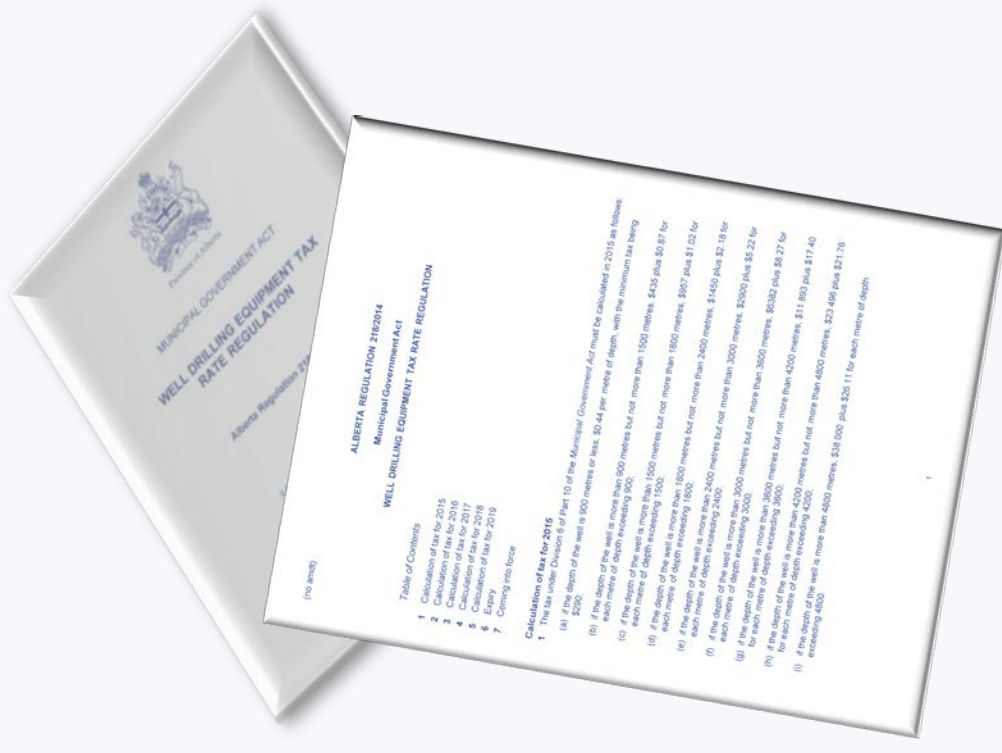 Province of Alberta
MUNICIPAL GOVERNMENT ACT
WELL DRILLING EQUIPMENT TAX
RATE REGULATION
Alberta Regulation 21
(no amdt)
ALBERTA REGULATION 218/2014
Municipal Government Act
WELL DRILLING EQUIPMENT TAX RATE REGULATION
Table of Contents
1 Calculation of tax for 2015
2 Calculation of tax for 2016
3 Calculation of tax for 2017
4 Calculation of tax for 2018
5 Calculation of tax for 2019
6 Expiry
7 Coming into force
Calculation of tax for 2015
1 The tax under Division 6 of Part 10 of the Municipal Government Act must be calculated in 2015 as follows:
(a) if the depth of the well is 900 metres or less, $0.44 per metre of depth, with the minimum tax being
$290;
(b) if the depth of the well is more than 900 metres but not more than 1500 metres, $435 plus $0.87 for
each metre of depth exceeding 900;
(c) if the depth of the well is more than 1500 metres but not more than 1800 metres, $957 plus $1.02 for
each metre of depth exceeding 1500;
(d) if the depth of the well is more than 1800 metres but not more than 2400 metres, $1450 plus $2.18 for
each metre of depth exceeding 1800;
(e) if the depth of the well is more than 2400 metres but not more than 3000 metres, $2900 plus $5.22 for
each metre of depth exceeding 2400;
(f) if the depth of the well is more than 3000 metres but not more than 3600 metres, $6382 plus $8.27 for
each metre of depth exceeding 3000;
(g) if the depth of the well is more than 3600 metres but not more than 4200 metres, $11 893 plus $17.40
for each metre of depth exceeding 3600;
(h) if the depth of the well is more than 4200 metres but not more than 4800 metres, $23 496 plus $21.76
for each metre of depth exceeding 4200;
(i) if the depth of the well is more than 4800 metres, $38 000 plus $26.11 for each metre of depth
exceeding 4800.
1